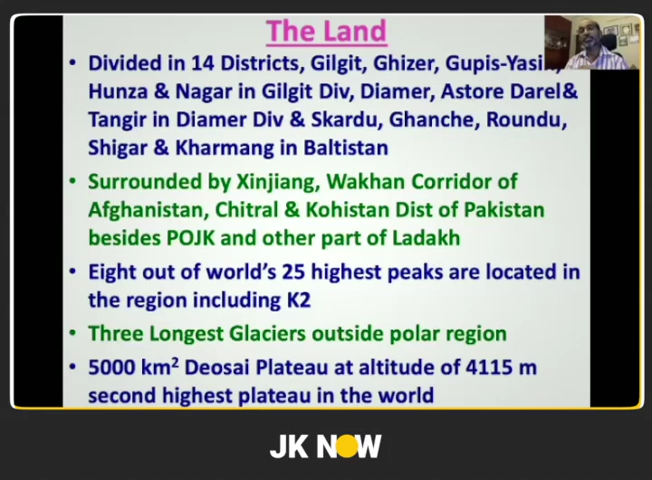 The Land
• Divided in 14 Districts, Gilgit, Ghizer, Gupis-Yasin,
Hunza & Nagar in Gilgit Div, Diamer, Astore Darel&
Tangir in Diamer Div & Skardu, Ghanche, Roundu,
Shigar & Kharmang in Baltistan
• Surrounded by Xinjiang, Wakhan Corridor of
Afghanistan, Chitral & Kohistan Dist of Pakistan
besides POJK and other part of Ladakh
• Eight out of world's 25 highest peaks are located in
the region including K2
• Three Longest Glaciers outside polar region
• 5000 km² Deosai Plateau at altitude of 4115 m
second highest plateau in the world
JK NOW